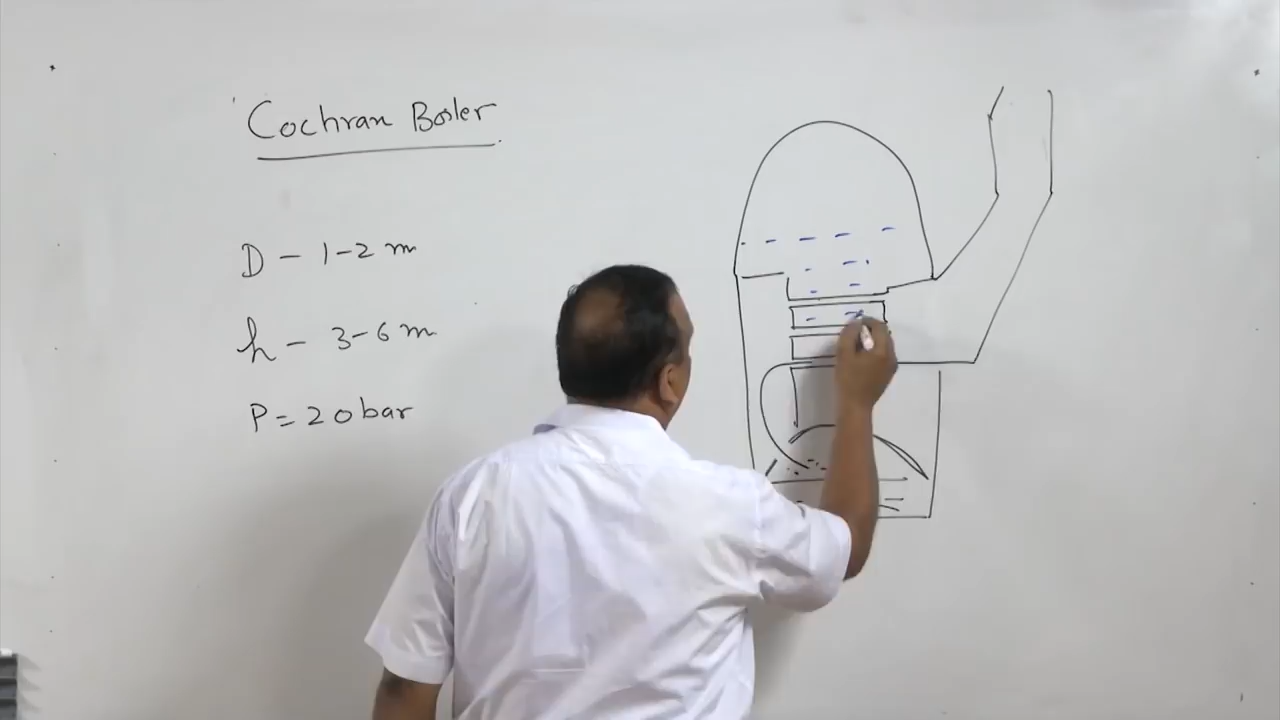 Cochran Boiler
D - 1-2 m
h - 3-6 m
P = 20 bar